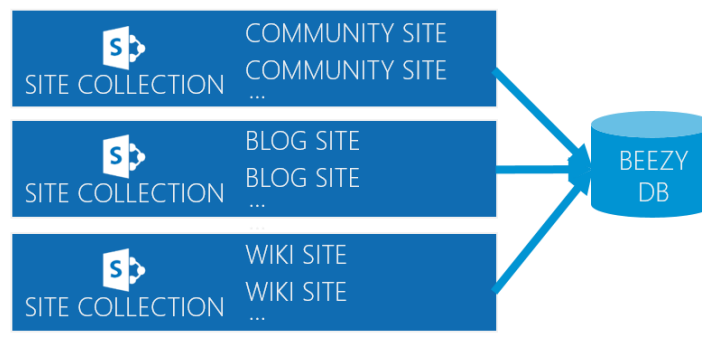 COMMUNITY SITE
COMMUNITY SITE
...
S
SITE COLLECTION
BLOG SITE
BLOG SITE
...
S
SITE COLLECTION
...
WIKI SITE
WIKI SITE
...
S
SITE COLLECTION
BEEZY
DB